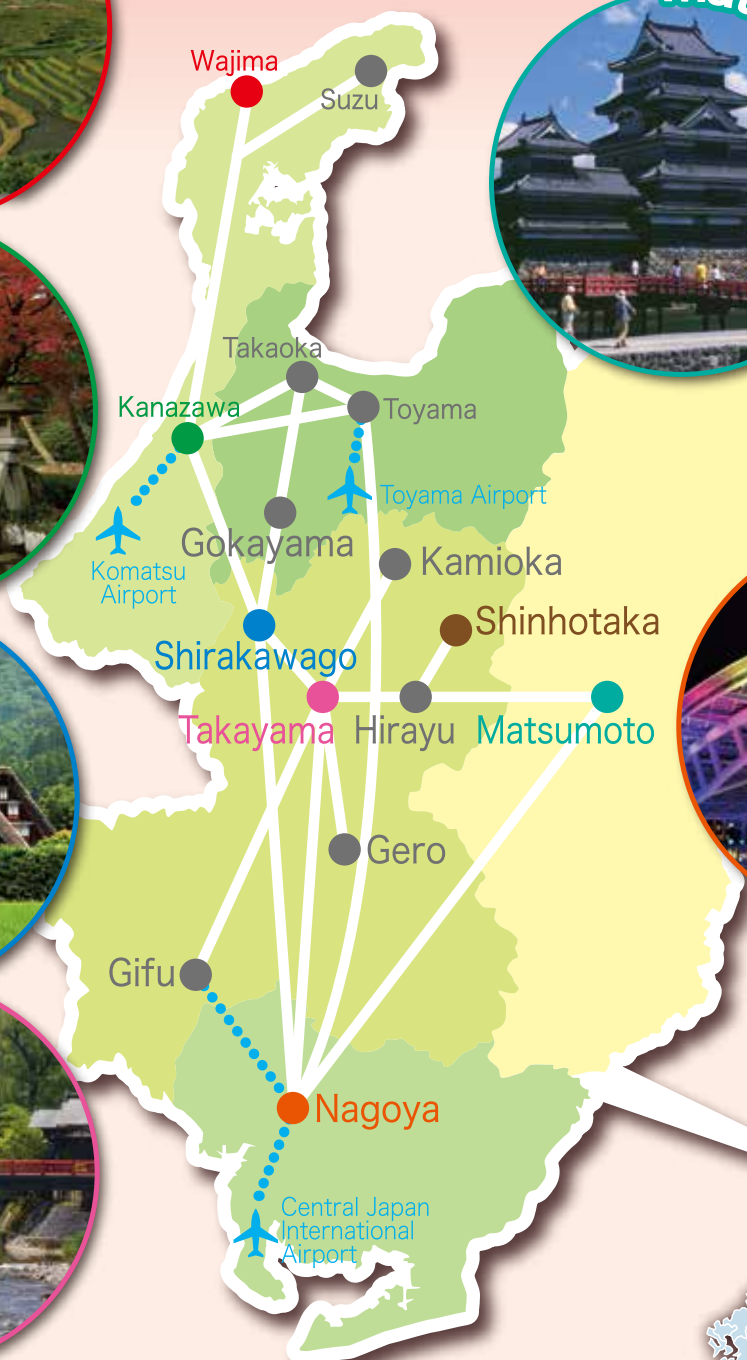 Wajima
Suzu
Takaoka
Kanazawa
Toyama
Toyama Airport
Gokayama
Kamioka
Komatsu
Airport
Shinhotaka
Shirakawago
Takayama
Hirayu
Matsumoto
Gero
Gifu
Nagoya
Central Japan
International
Airport